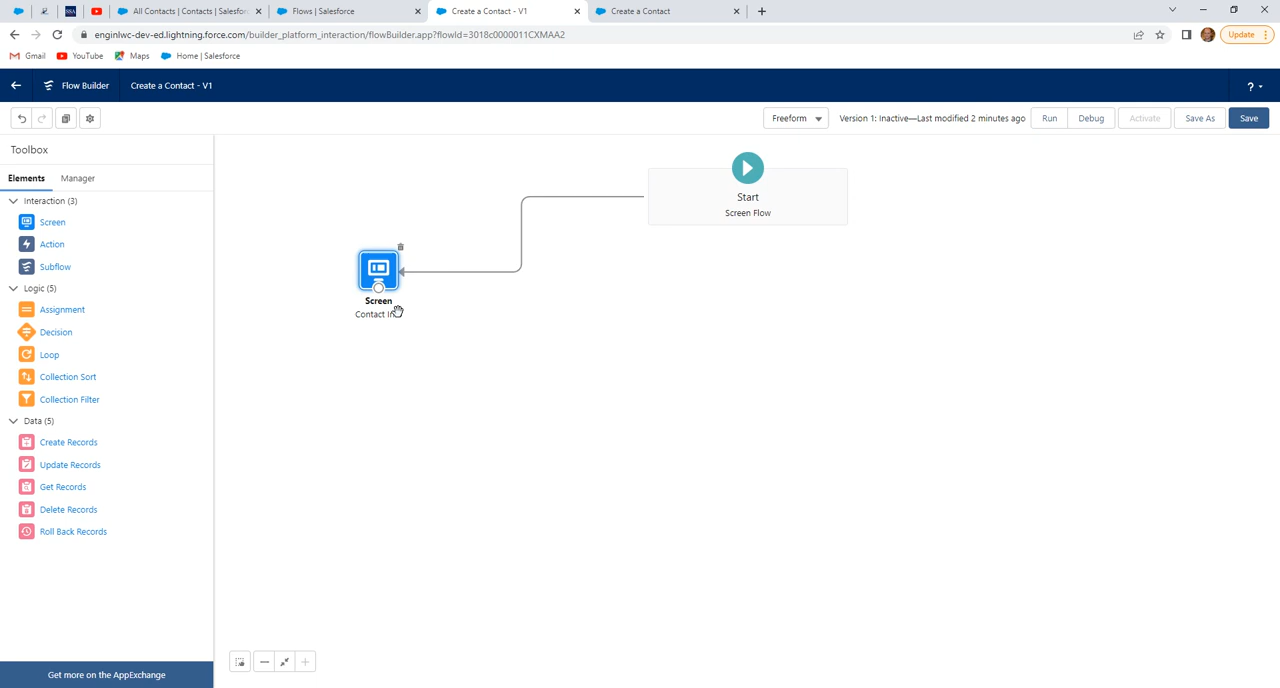 SSA
All Contacts | Contacts | Salesforc
Flows | Salesforce
Create a Contact - V1
Create a Contact
enginlwc-dev-ed.lightning.force.com/builder_platform_interaction/flowBuilder.app?flowId=3018c0000011CXMAA2
Update
Gmail
YouTube
Maps
Home | Salesforce
Flow Builder
Create a Contact - V1
?
Freeform
Version 1: Inactive—Last modified 2 minutes ago
Run
Debug
Activate
Save As
Save
Toolbox
Elements
Manager
Interaction (3)
Screen
Action
Subflow
Logic (5)
Assignment
Decision
Loop
Collection Sort
Collection Filter
Data (5)
Create Records
Update Records
Get Records
Delete Records
Roll Back Records
Get more on the AppExchange
Start
Screen Flow
Screen
Contact